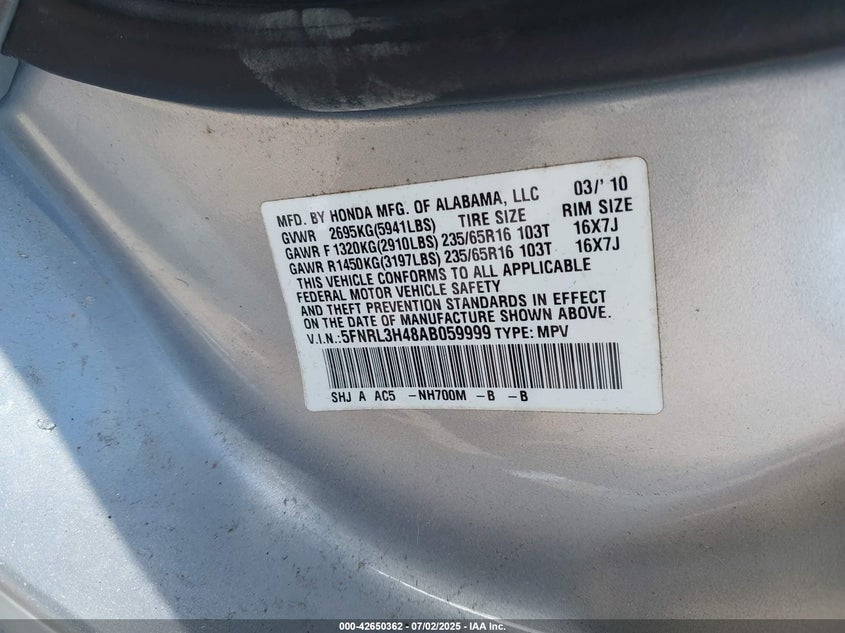 MFD. BY HONDA MFG. OF ALABAMA, LLC 03/' 10
GVWR 2695KG(5941LBS) TIRE SIZE RIM SIZE
GAWR F 1320KG(2910LBS) 235/65R16 103T 16X7J
GAWR R1450KG(3197LBS) 235/65R16 103T 16X7J
THIS VEHICLE CONFORMS TO ALL APPLICABLE
FEDERAL MOTOR VEHICLE SAFETY
AND THEFT PREVENTION STANDARDS IN EFFECT
ON THE DATE OF MANUFACTURE SHOWN ABOVE.
V.I.N.:5FNRL3H48AB059999 TYPE: MPV
SHJ A AC5 -NH700M -B -B
000-42650362 - 07/02/2025 - IAA Inc.